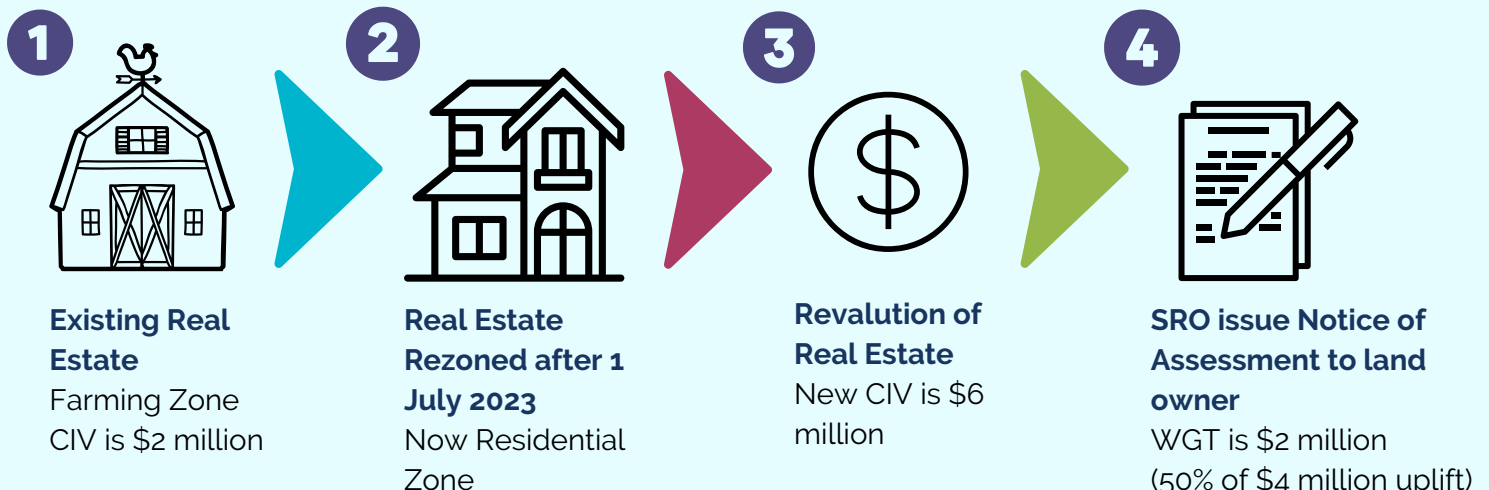 1
Existing Real
Estate
Farming Zone
CIV is $2 million
2
Real Estate
Rezoned after 1
July 2023
Now Residential
Zone
3
Revalution of
Real Estate
New CIV is $6
million
4
SRO issue Notice of
Assessment to land
owner
WGT is $2 million
(50% of $4 million uplift)